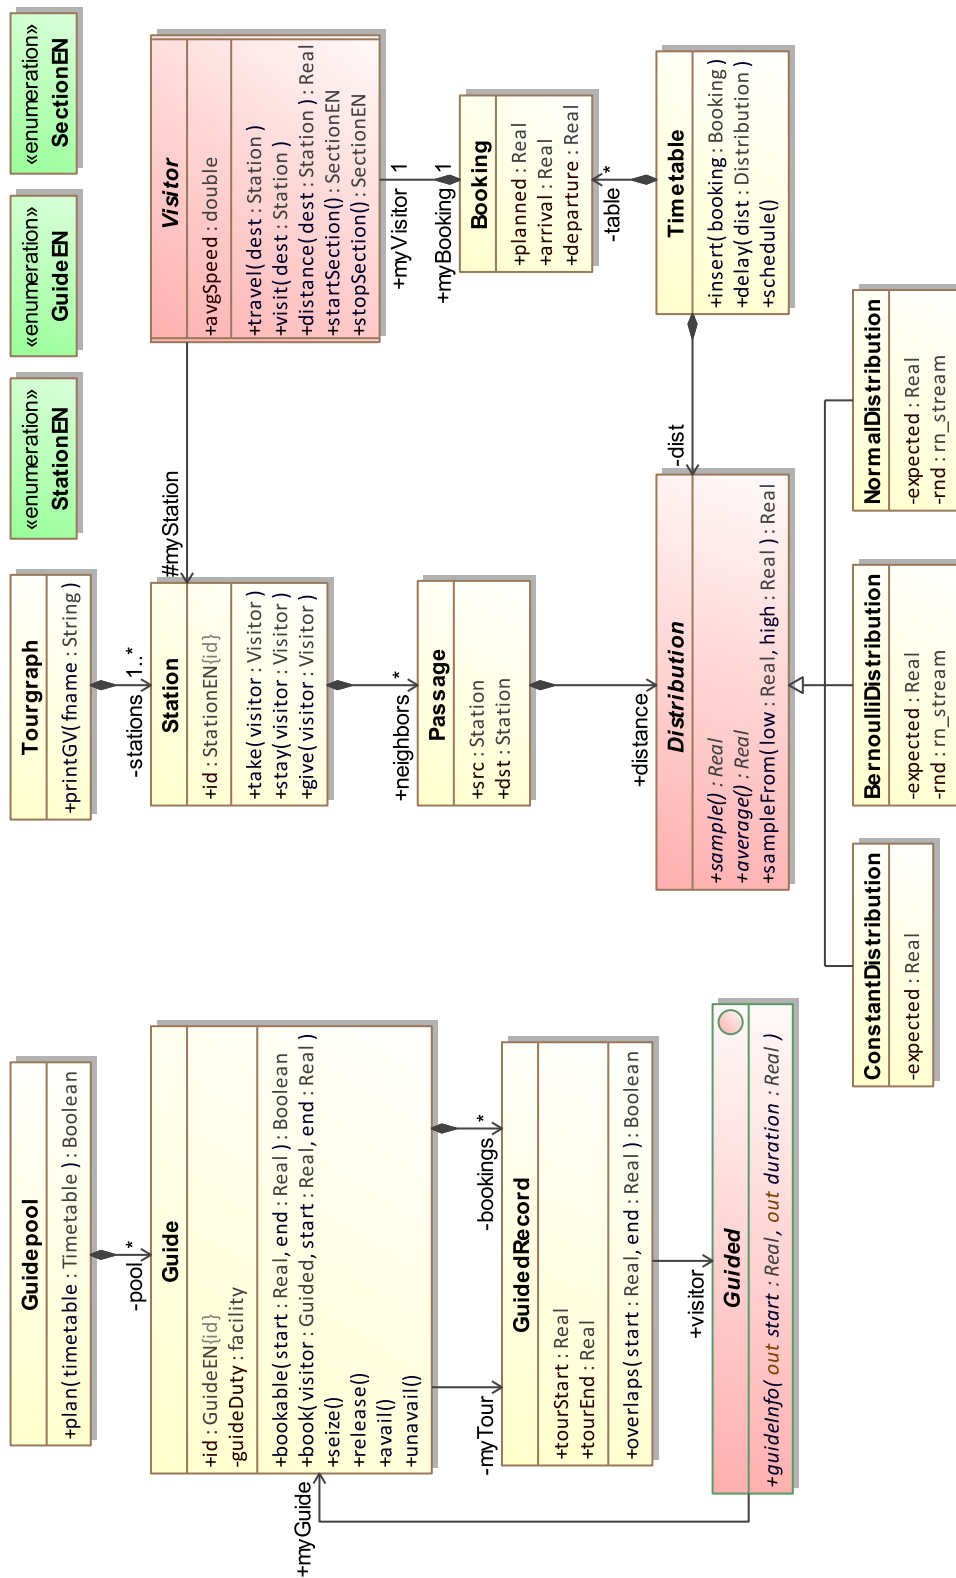 Guidepool
+plan( timetable : Timetable ) : Boolean
-pool
*
Guide
+id : GuideEN{id}
-guideDuty : facility
+bookable( start : Real, end : Real ) : Boolean
+book( visitor : Guided, start : Real, end : Real )
+seize()
+release()
+avail()
+unavail()
+myGuide
-myTour
-bookings
*
GuidedRecord
+tourStart : Real
+tourEnd : Real
+overlaps( start : Real, end : Real ) : Boolean
+visitor
Guided
+guideInfo( out start : Real, out duration : Real )
Tourgraph
+printGV( fname : String )
-stations
1..*
Station
+id : StationEN{id}
+take( visitor : Visitor )
+stay( visitor : Visitor )
+give( visitor : Visitor )
#myStation
+neighbors
*
Passage
+src : Station
+dst : Station
+distance
Distribution
+sample() : Real
+average() : Real
+sampleFrom( low : Real, high : Real ) : Real
-dist
ConstantDistribution
-expected : Real
BernoulliDistribution
-expected : Real
-rnd : rn_stream
NormalDistribution
-expected : Real
-rnd : rn_stream
«enumeration»
StationEN
«enumeration»
GuideEN
«enumeration»
SectionEN
Visitor
+avgSpeed : double
+travel( dest : Station )
+visit( dest : Station )
+distance( dest : Station ) : Real
+startSection() : SectionEN
+stopSection() : SectionEN
+myVisitor
1
+myBooking
1
Booking
+planned : Real
+arrival : Real
+departure : Real
-table
*
Timetable
+insert( booking : Booking )
+delay( dist : Distribution )
+schedule()